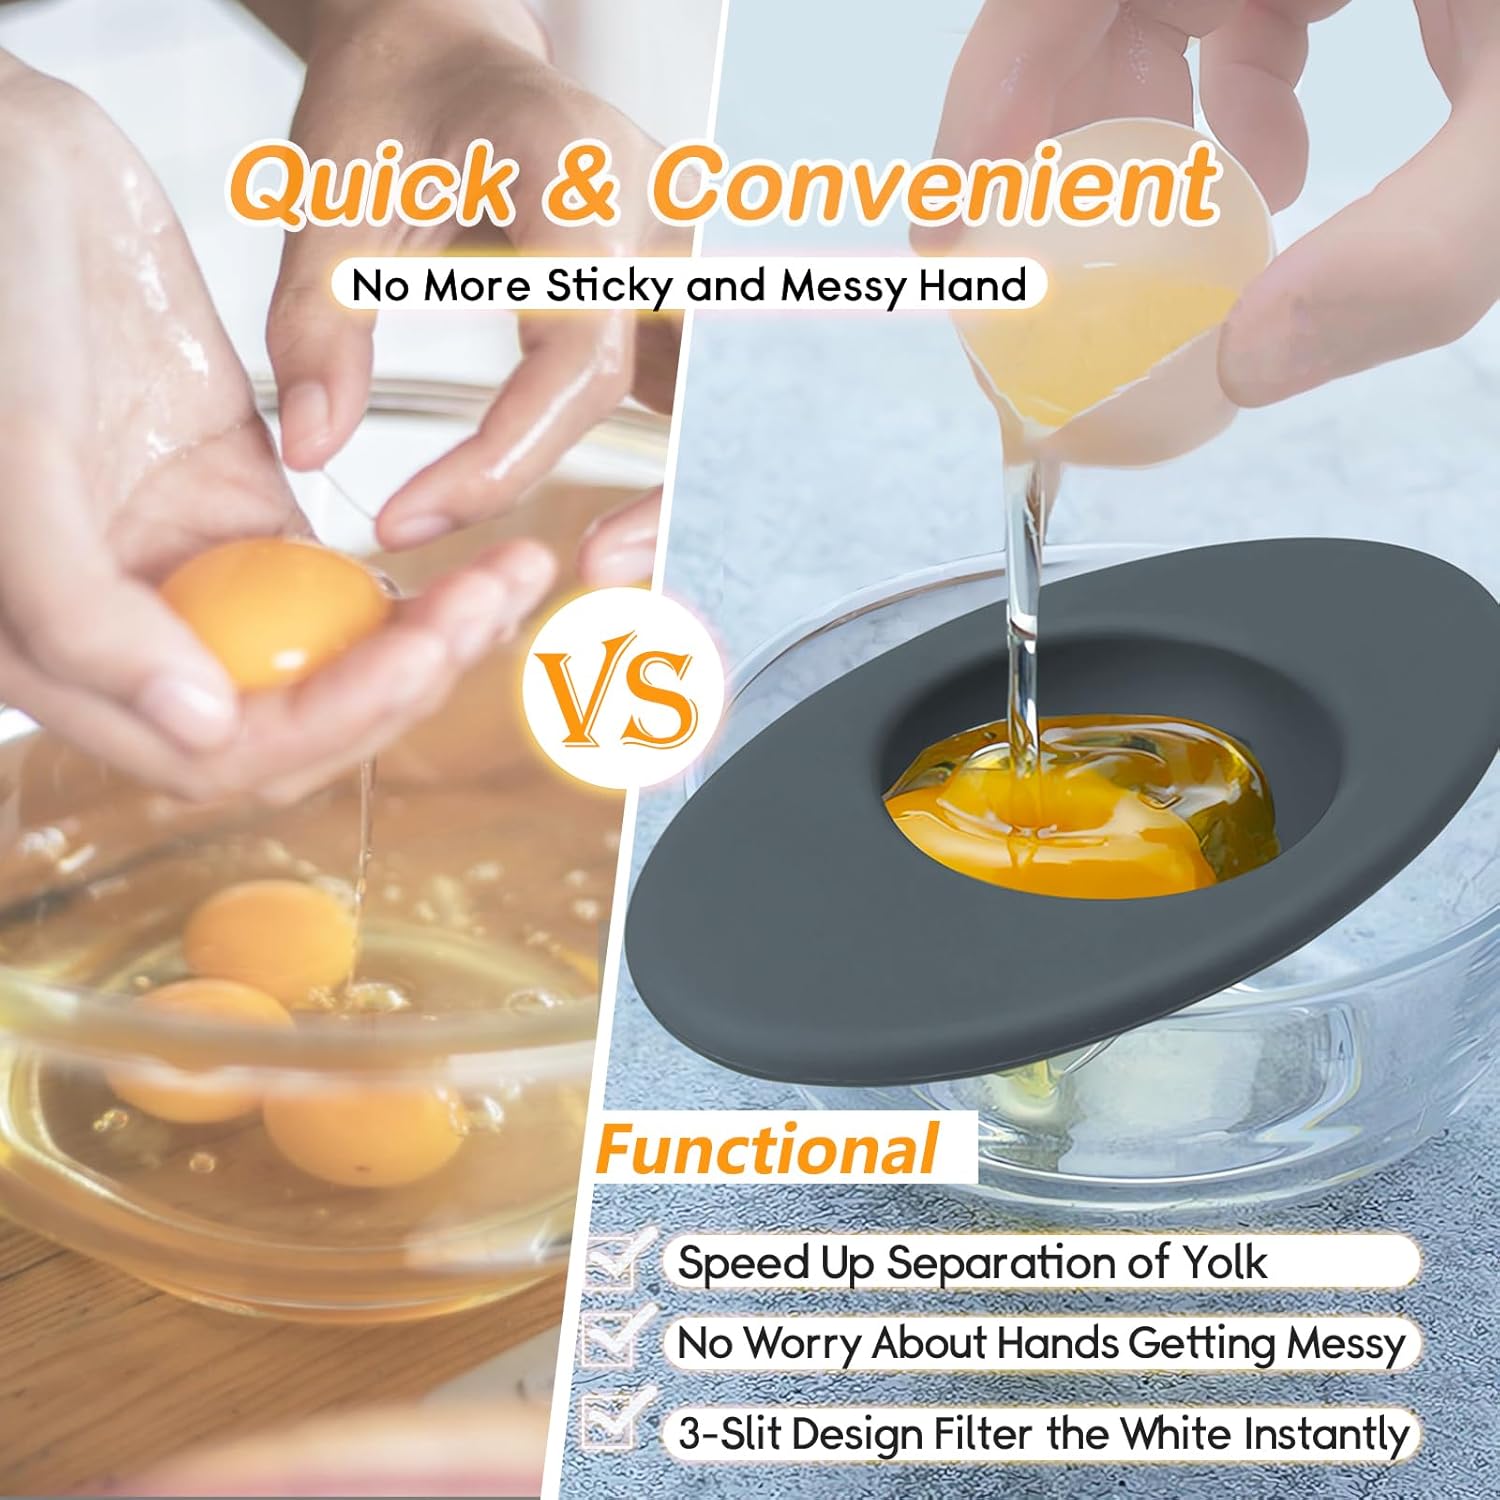 Quick & Convenient
No More Sticky and Messy Hand
VS
Functional
Speed Up Separation of Yolk
No Worry About Hands Getting Messy
3-Slit Design Filter the White Instantly